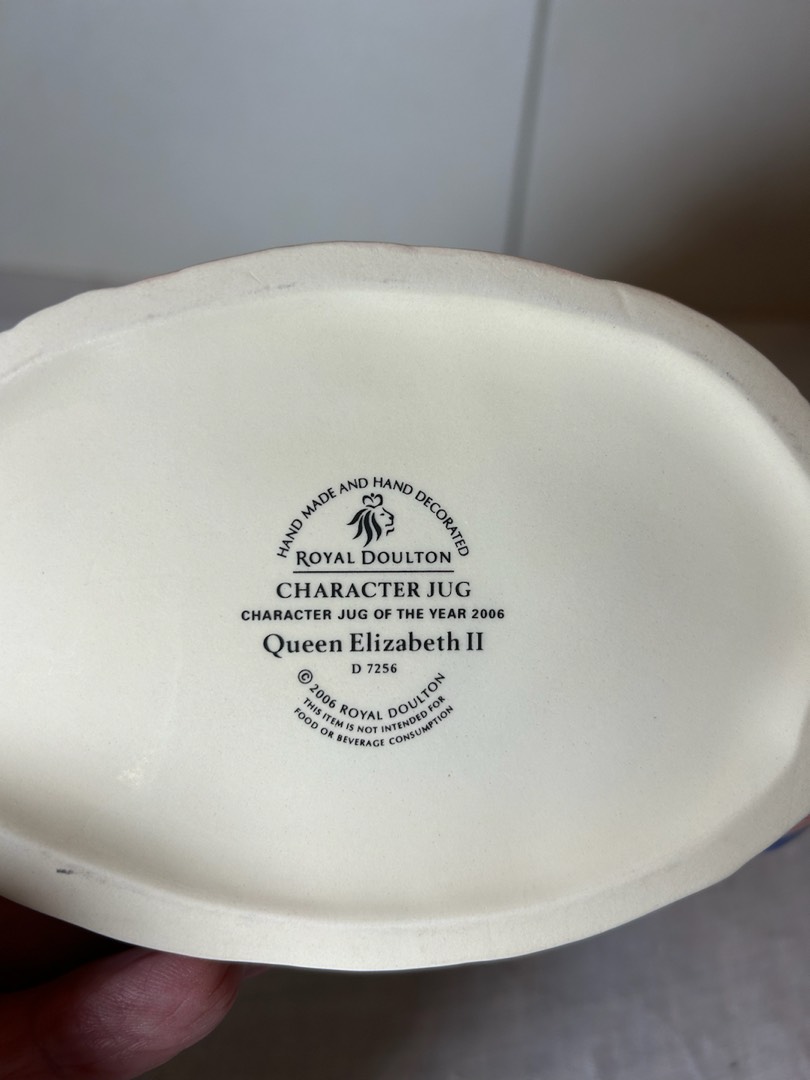 HAND MADE AND HAND DECORATED
ROYAL DOULTON
CHARACTER JUG
CHARACTER JUG OF THE YEAR 2006
Queen Elizabeth II
D 7256
© 2006 ROYAL DOULTON
THIS ITEM IS NOT INTENDED FOR
FOOD OR BEVERAGE CONSUMPTION